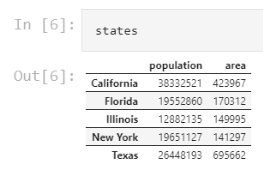 In [6]: states
Out[6]: population area
California 38332521 423967
Florida 19552860 170312
Illinois 12882135 149995
New York 19651127 141297
Texas 26448193 695662